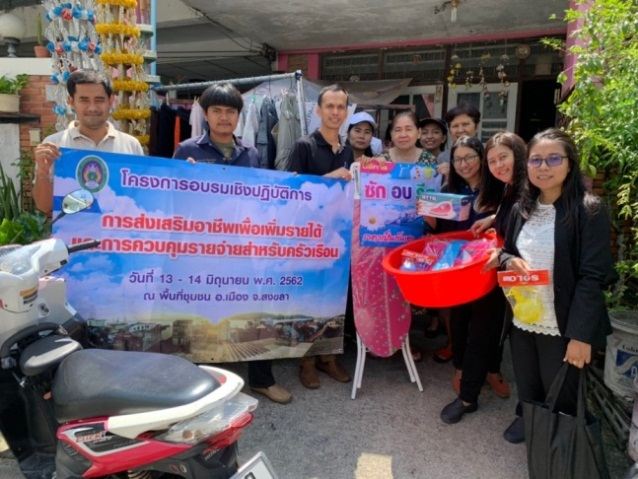 โครงการอบรมเชิงปฏิบัติการ
การส่งเสริมอาชีพเพื่อเพิ่มรายได้
และการควบคุมรายจ่ายสำหรับครัวเรือน
วันที่ 13 - 14 มิถุนายน พ.ศ. 2562
ณ พื้นที่ชุมชน อ.เมือง จ.สงขลา
ซัก อบ รีด